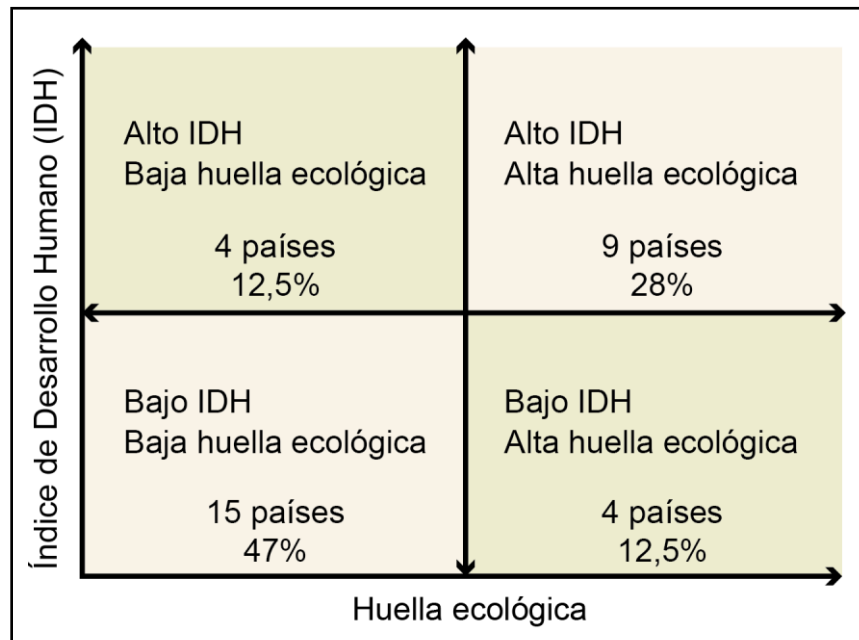 Índice de Desarrollo Humano (IDH)
Alto IDH
Baja huella ecológica
4 países
12,5%
Alto IDH
Alta huella ecológica
9 países
28%
Bajo IDH
Baja huella ecológica
15 países
47%
Bajo IDH
Alta huella ecológica
4 países
12,5%
Huella ecológica